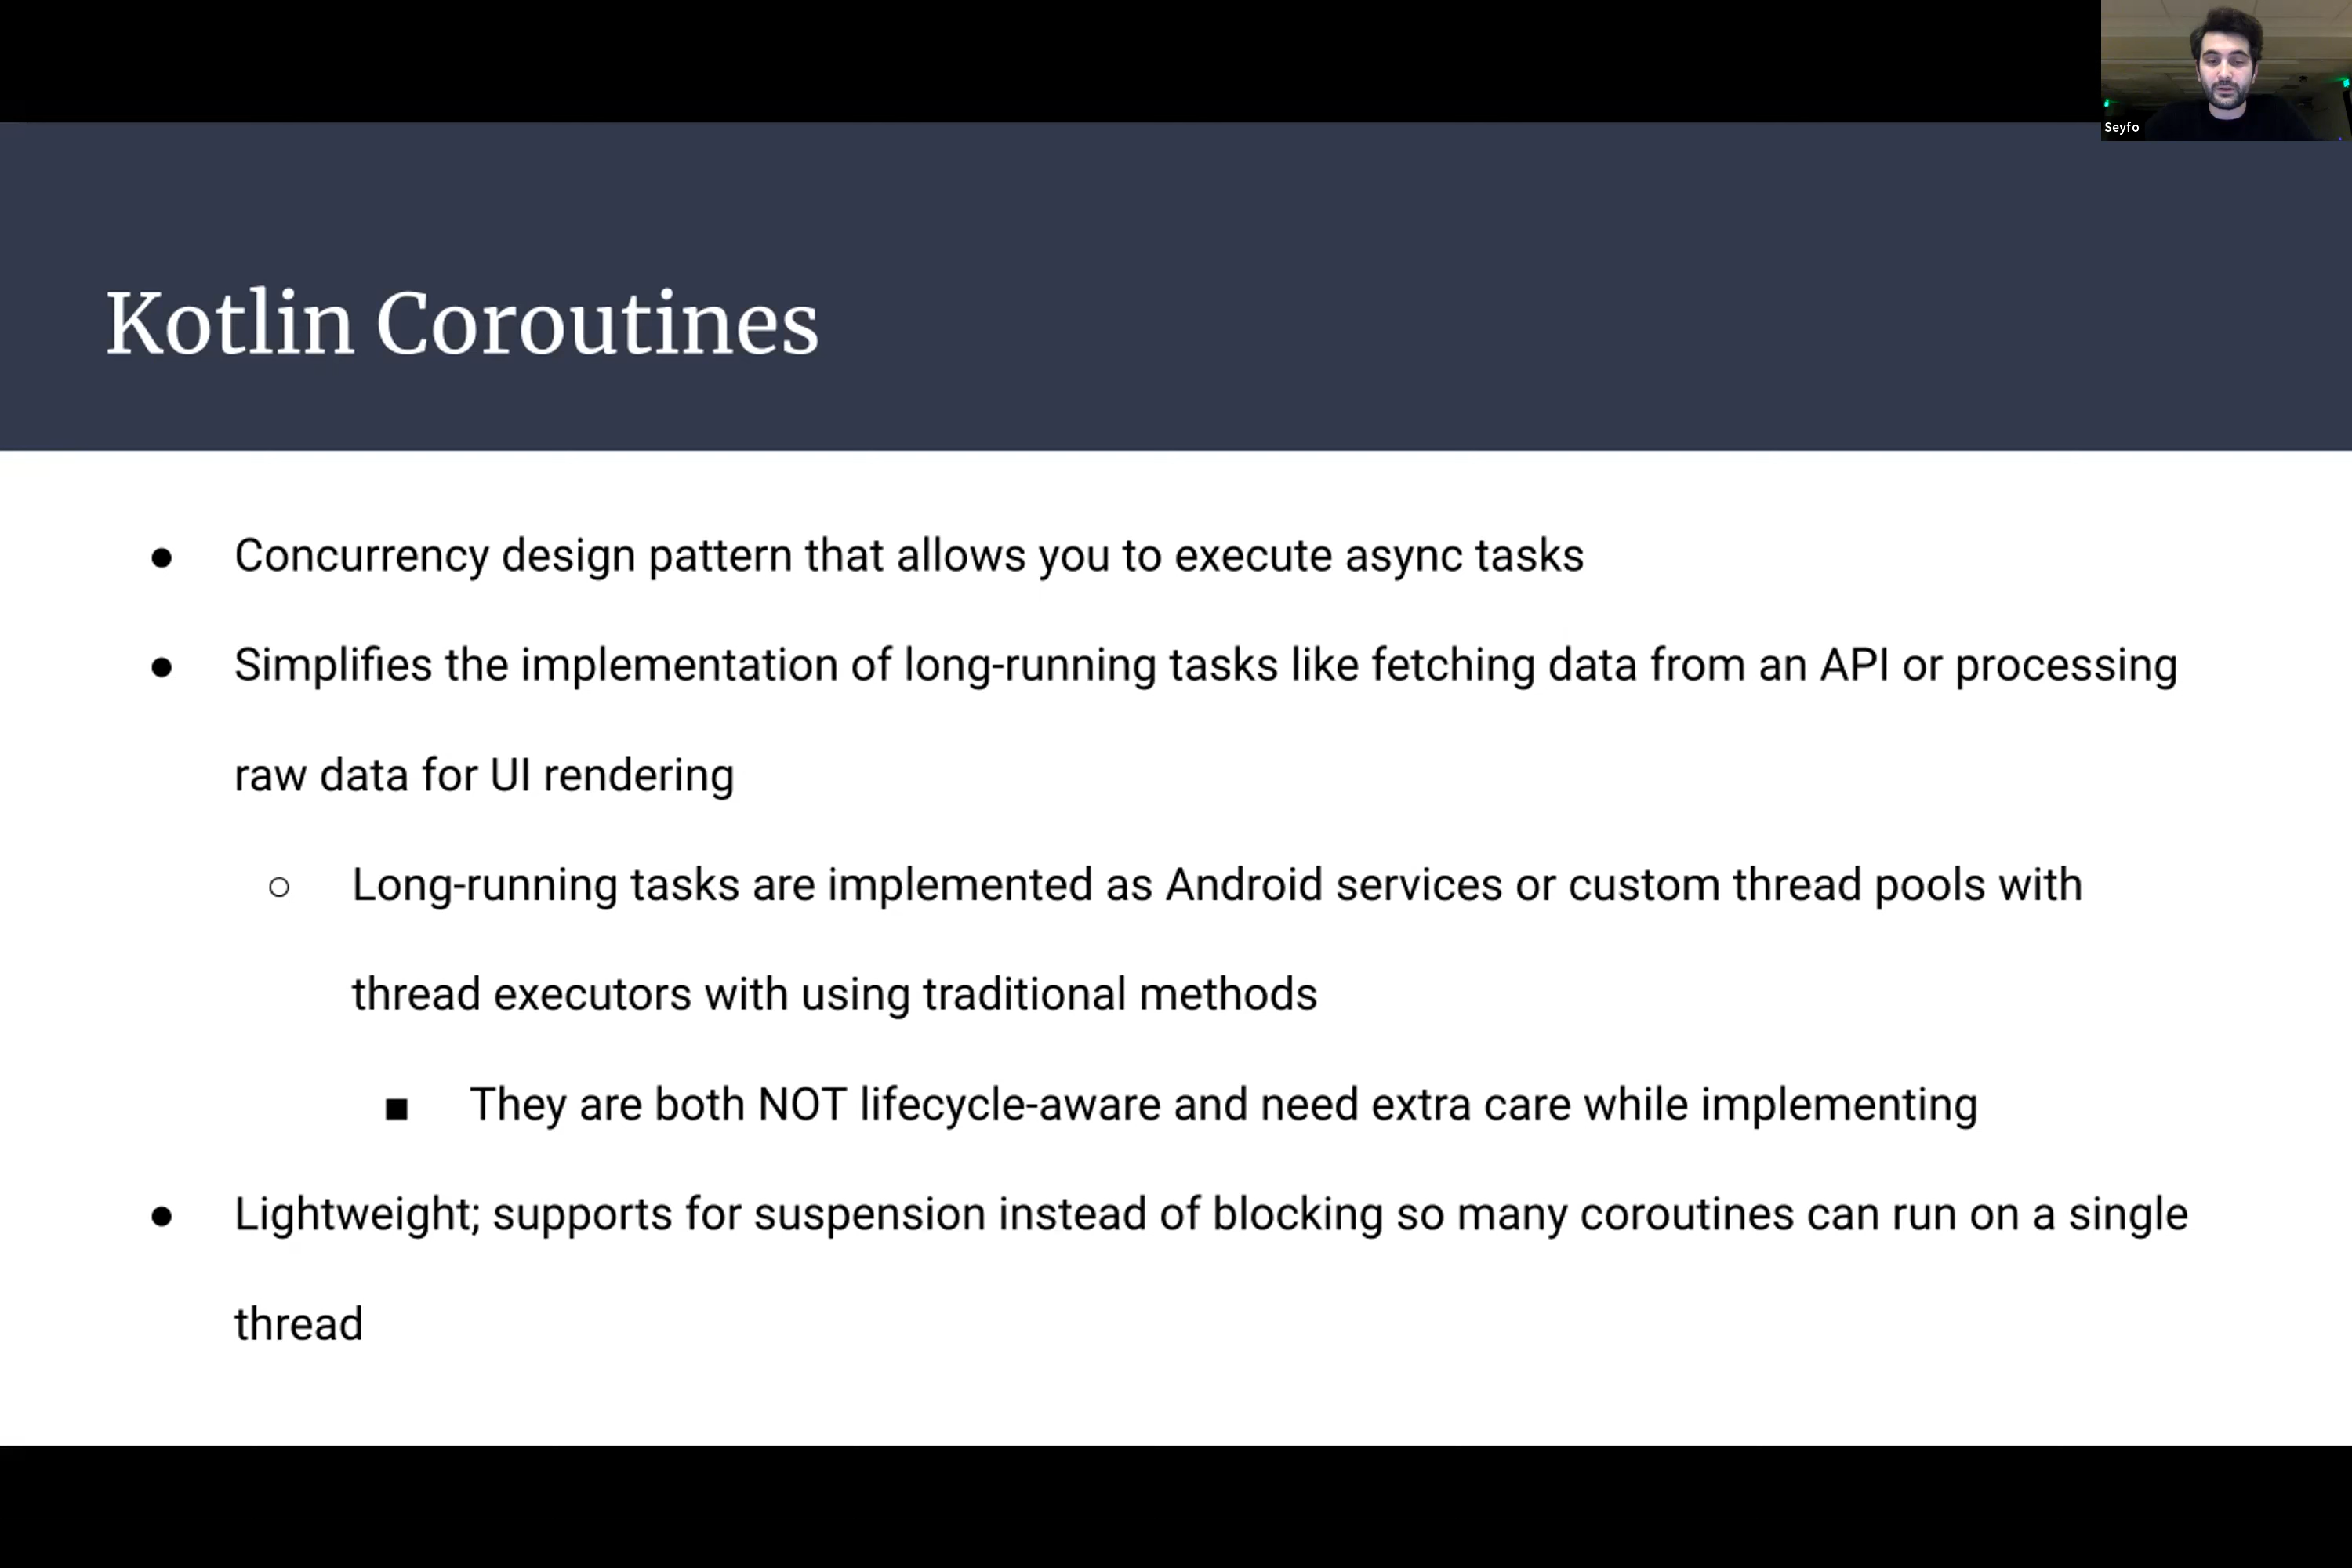 Seyfo
Kotlin Coroutines
● Concurrency design pattern that allows you to execute async tasks
● Simplifies the implementation of long-running tasks like fetching data from an API or processing
raw data for UI rendering
○ Long-running tasks are implemented as Android services or custom thread pools with
thread executors with using traditional methods
■ They are both NOT lifecycle-aware and need extra care while implementing
● Lightweight; supports for suspension instead of blocking so many coroutines can run on a single
thread